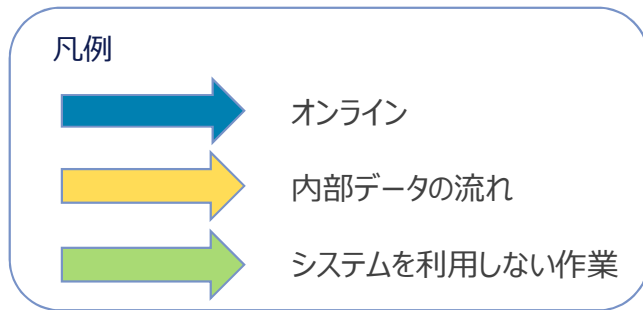 凡例
オンライン
内部データの流れ
システムを利用しない作業